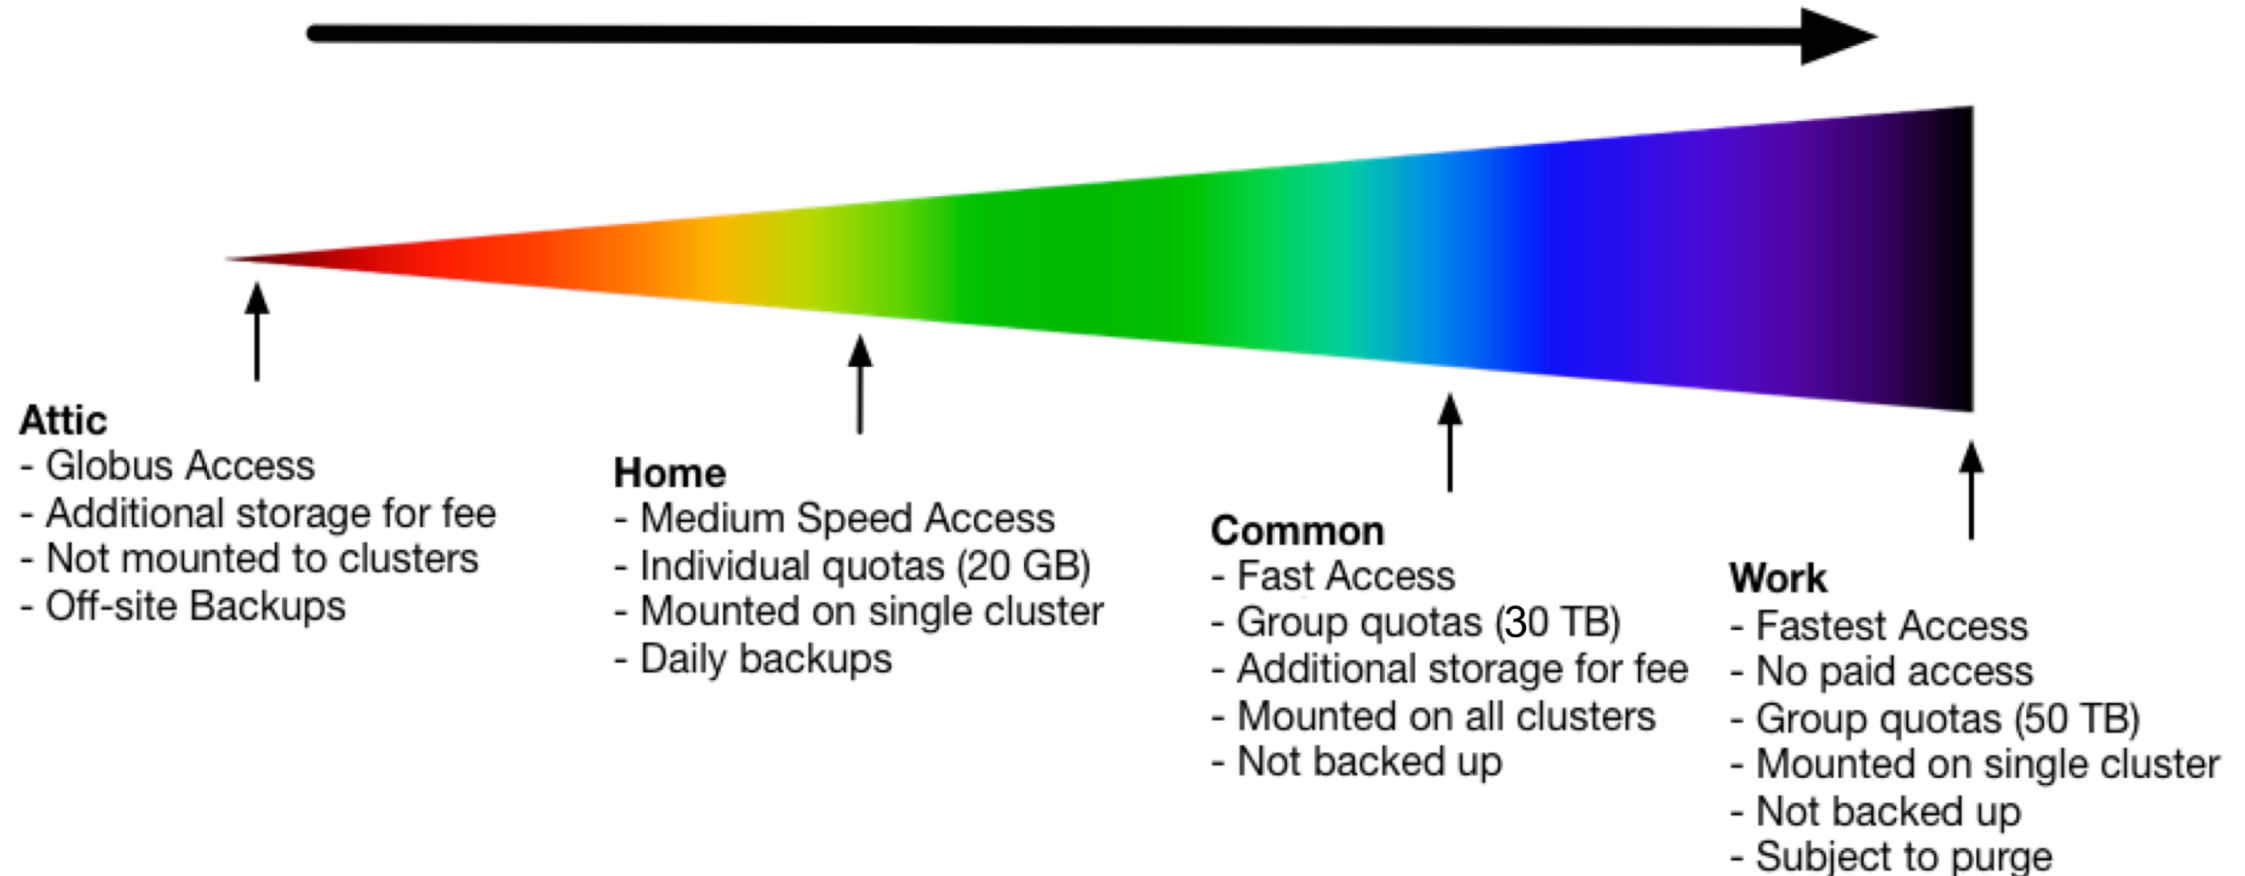 Attic
- Globus Access
- Additional storage for fee
- Not mounted to clusters
- Off-site Backups
Home
- Medium Speed Access
- Individual quotas (20 GB)
- Mounted on single cluster
- Daily backups
Common
- Fast Access
- Group quotas (30 TB)
- Additional storage for fee
- Mounted on all clusters
- Not backed up
Work
- Fastest Access
- No paid access
- Group quotas (50 TB)
- Mounted on single cluster
- Not backed up
- Subject to purge